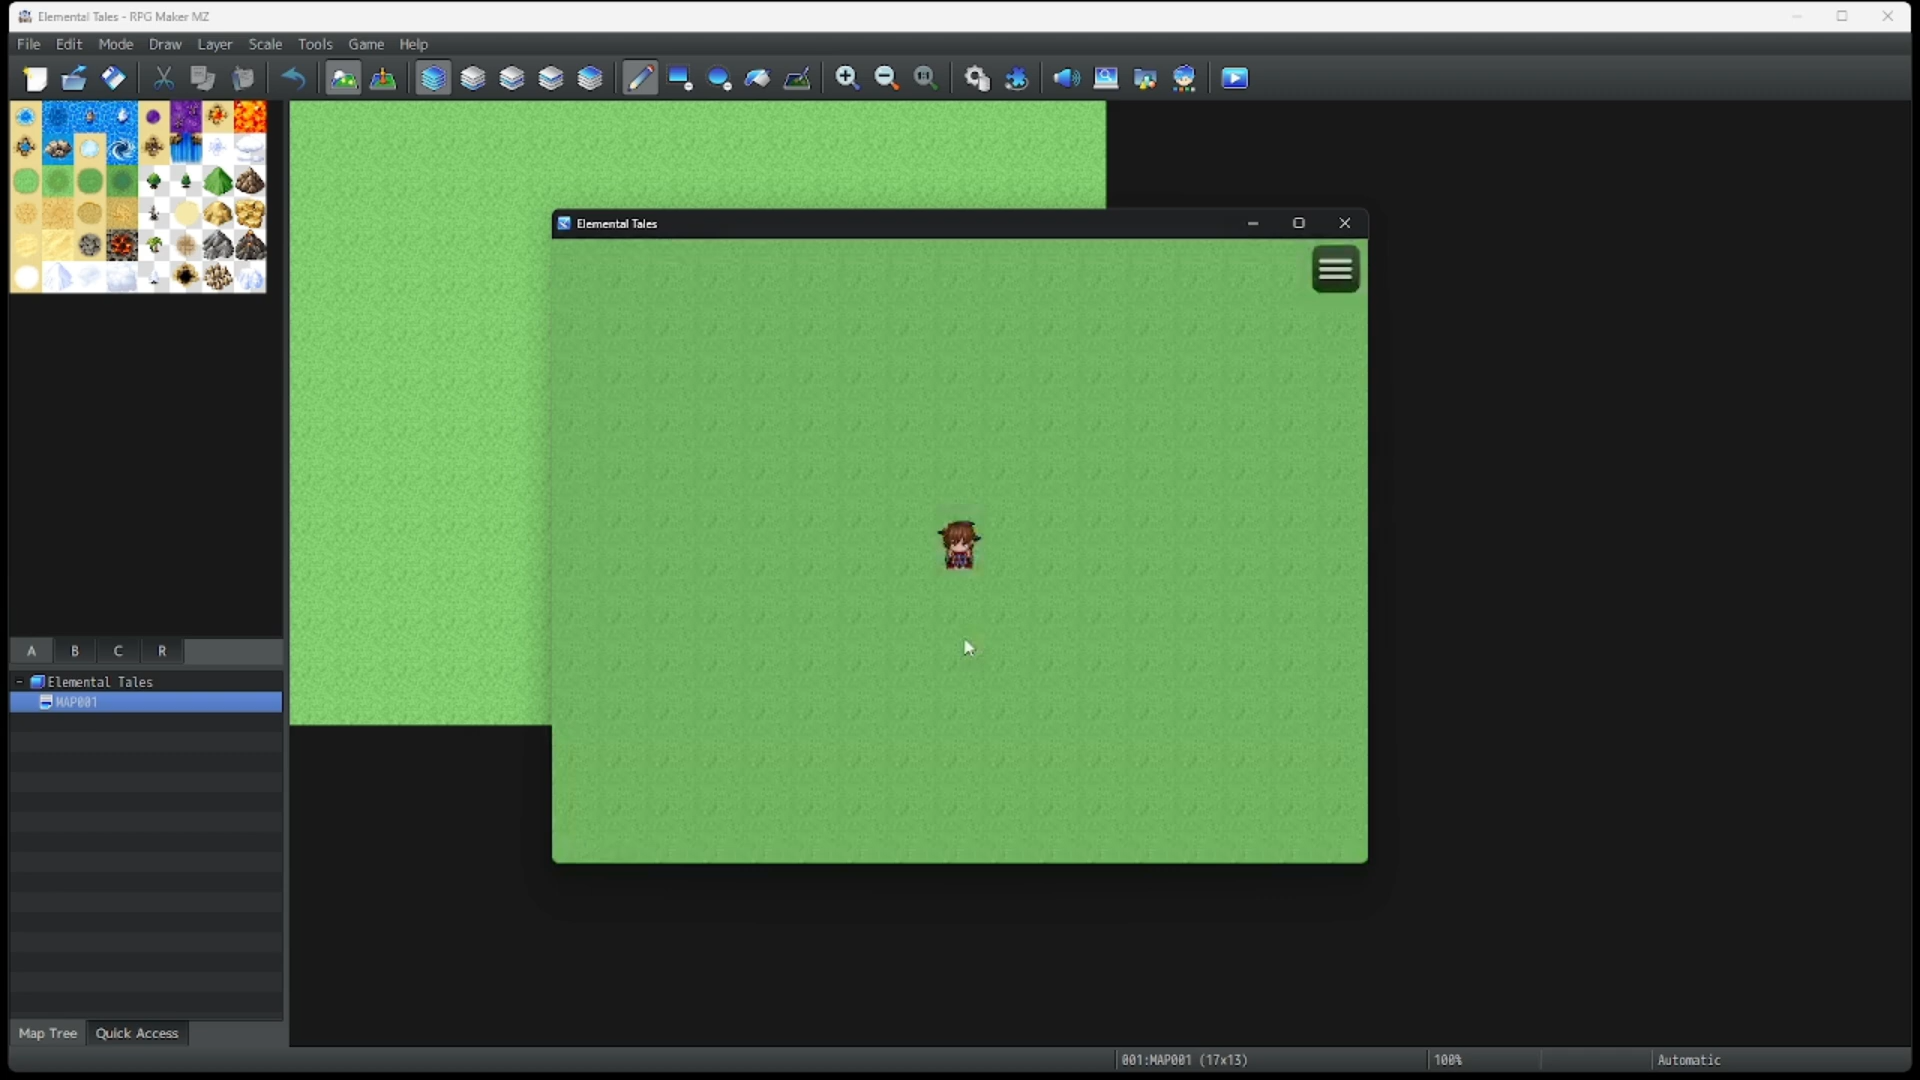 Elemental Tales - RPG Maker MZ
File Edit Mode Draw Layer Scale Tools Game Help
Elemental Tales
A B C R
Elemental Tales
MAP001
Map Tree Quick Access
001:MAP001 (17x13) 100% Automatic